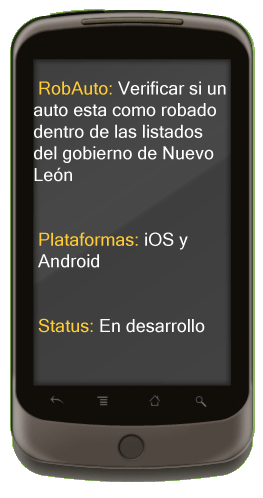 RobAuto: Verificar si un
auto esta como robado
dentro de las listados
del gobierno de Nuevo
León
Plataformas: iOS y
Android
Status: En desarrollo